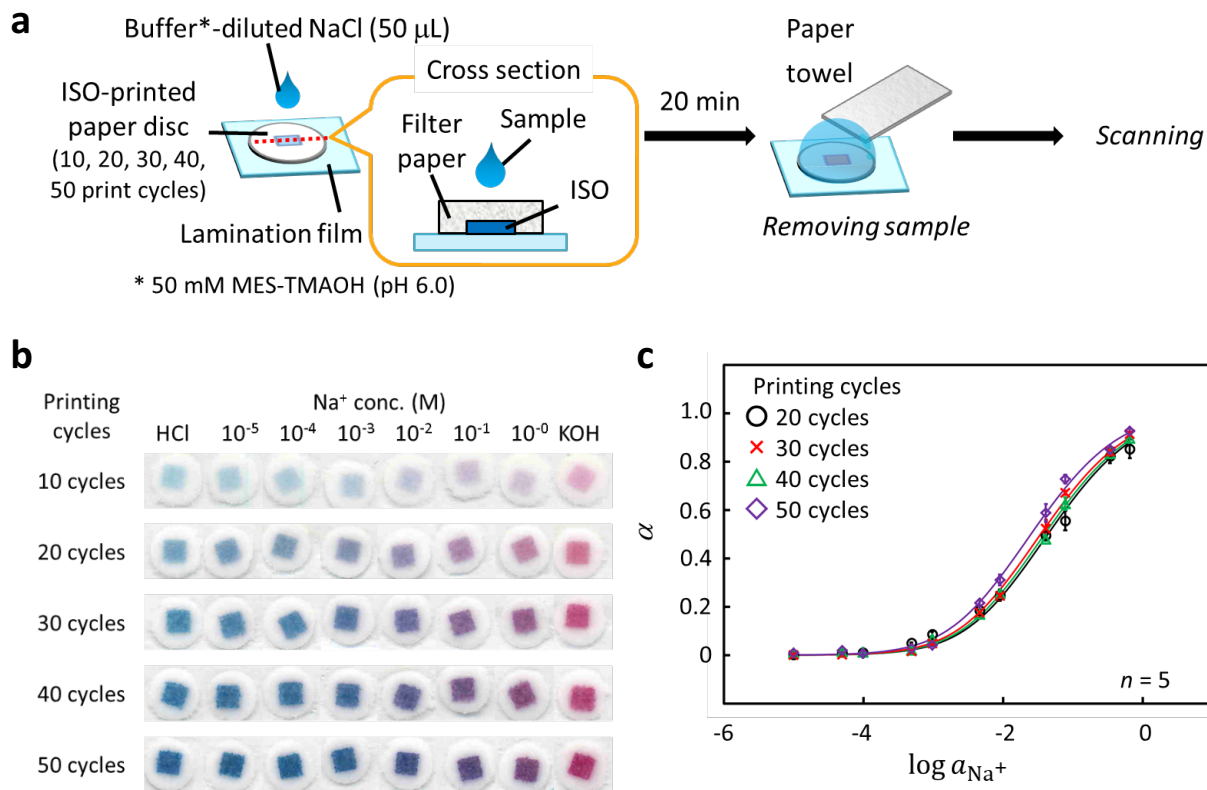 a
Buffer*-diluted NaCl (50 μL)
ISO-printed
paper disc
(10, 20, 30, 40,
50 print cycles)
Lamination film
* 50 mM MES-TMAOH (pH 6.0)
Cross section
Filter
paper
Sample
ISO
20 min
Paper
towel
Removing sample
Scanning
b
Printing
cycles
Na⁺ conc. (M)
HCl 10⁻⁵ 10⁻⁴ 10⁻³ 10⁻² 10⁻¹ 10⁻⁰ KOH
10 cycles
20 cycles
30 cycles
40 cycles
50 cycles
c
Printing cycles
20 cycles
30 cycles
40 cycles
50 cycles
1.0
0.8
0.6
0.4
0.2
0
α
n = 5
-6 -4 -2 0
log a_Na⁺